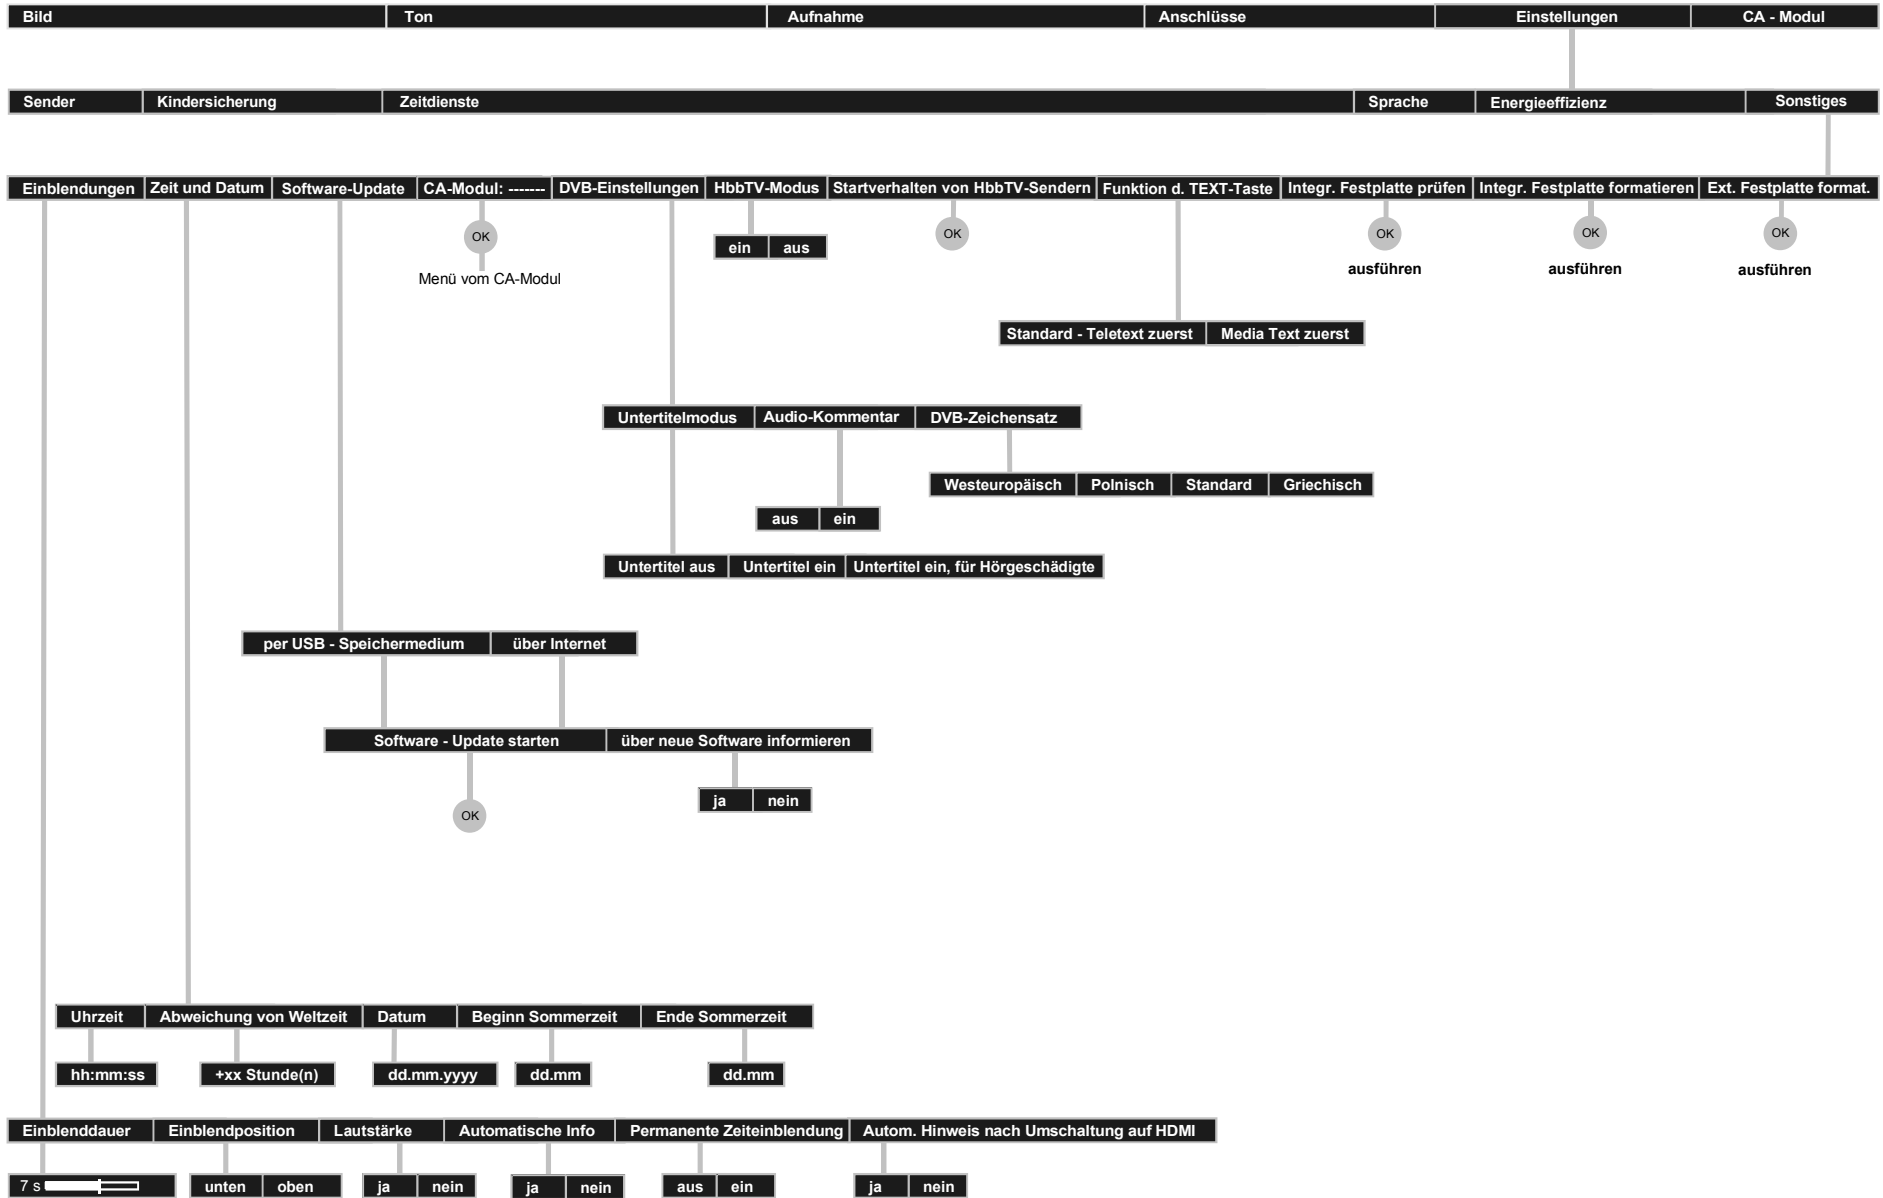 Bild Ton Aufnahme Anschlüsse Einstellungen CA - Modul
Sender Kindersicherung Zeitdienste Sprache Energieeffizienz Sonstiges
Einblendungen Zeit und Datum Software-Update CA-Modul: ------- DVB-Einstellungen HbbTV-Modus Startverhalten von HbbTV-Sendern Funktion d. TEXT-Taste Integr. Festplatte prüfen Integr. Festplatte formatieren Ext. Festplatte format.
OK OK OK OK OK
ein aus
ausführen ausführen ausführen
Menü vom CA-Modul
Standard - Teletext zuerst Media Text zuerst
Untertitelmodus Audio-Kommentar DVB-Zeichensatz
Westeuropäisch Polnisch Standard Griechisch
aus ein
Untertitel aus Untertitel ein Untertitel ein, für Hörgeschädigte
per USB - Speichermedium über Internet
Software - Update starten über neue Software informieren
ja nein
OK
Uhrzeit Abweichung von Weltzeit Datum Beginn Sommerzeit Ende Sommerzeit
hh:mm:ss +xx Stunde(n) dd.mm.yyyy dd.mm dd.mm
Einblenddauer Einblendposition Lautstärke Automatische Info Permanente Zeiteinblendung Autom. Hinweis nach Umschaltung auf HDMI
7 s unten oben ja nein ja nein aus ein ja nein